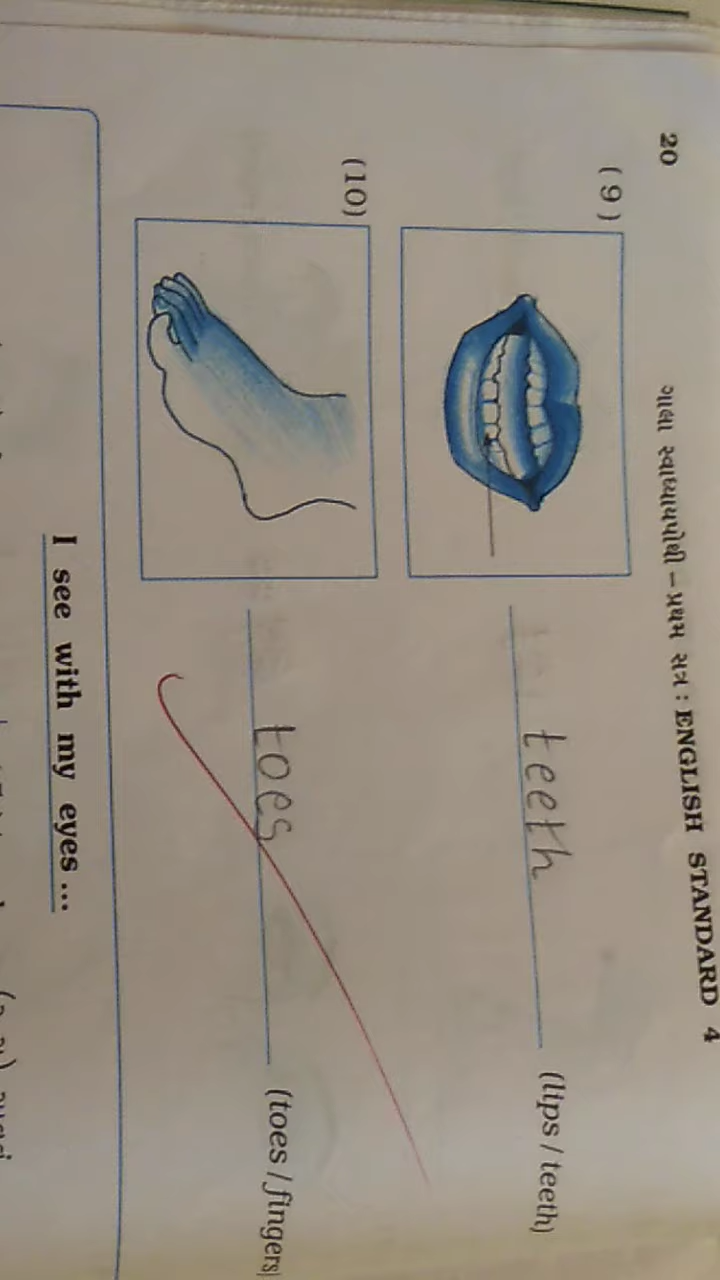 20 ગાલા સ્વાધ્યાયપોથી – પ્રથમ સત્ર : ENGLISH STANDARD 4
(9) teeth (lips / teeth)
(10) toes (toes / fingers)
I see with my eyes ...